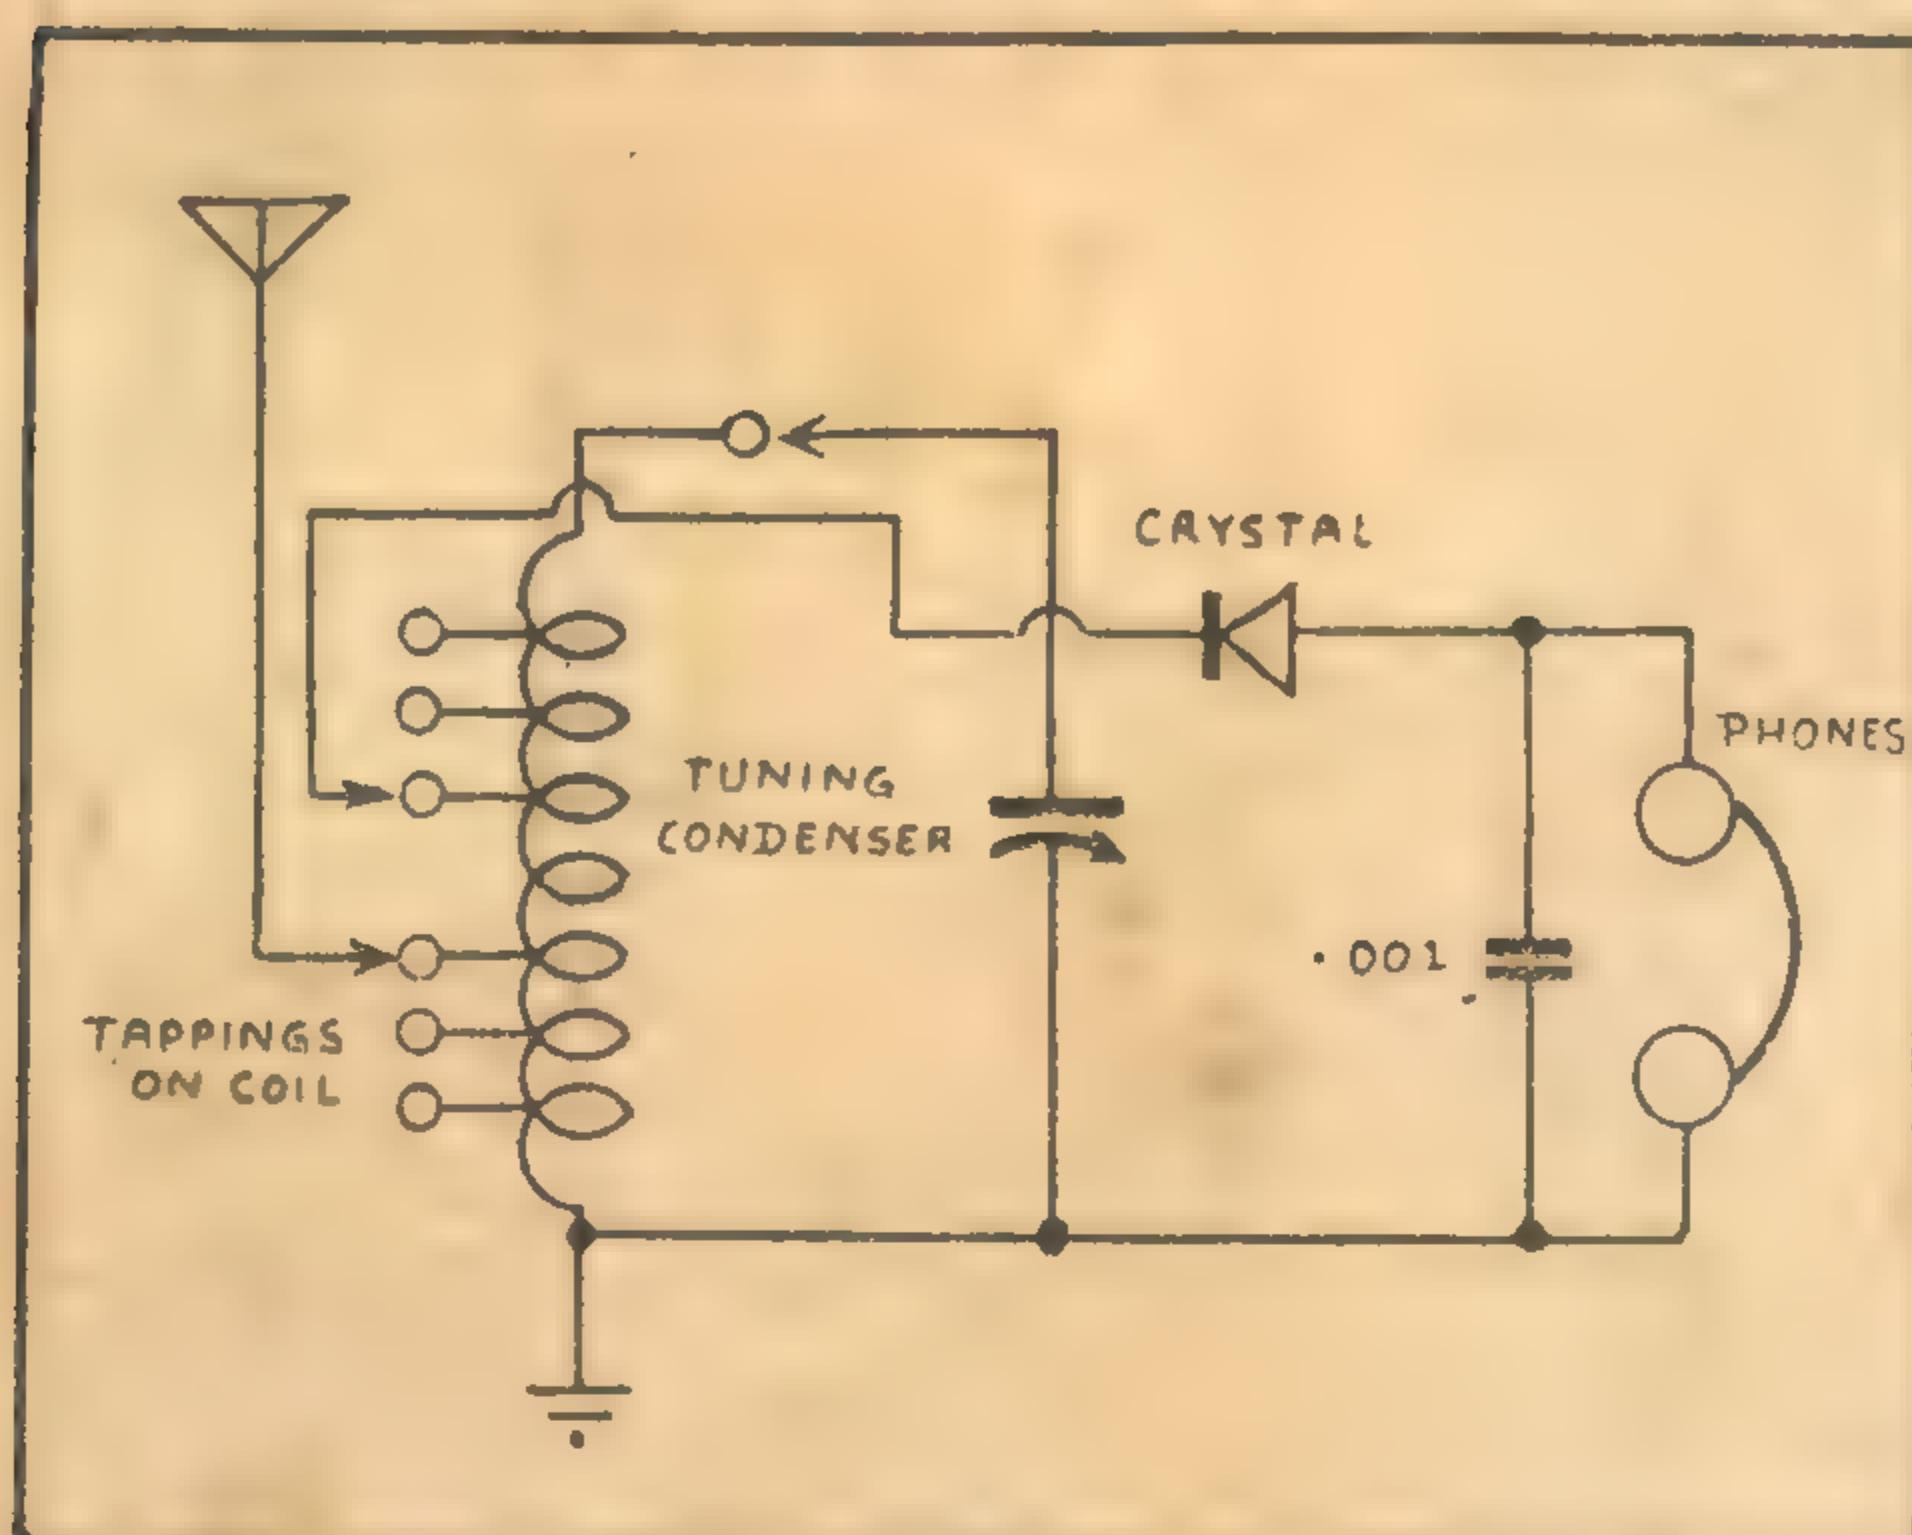 CRYSTAL
PHONES
TUNING
CONDENSER
.001
TAPPINGS
ON COIL